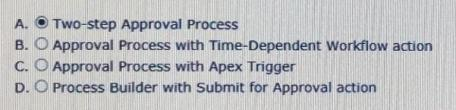 A. Two-step Approval Process
B. Approval Process with Time-Dependent Workflow action
C. Approval Process with Apex Trigger
D. Process Builder with Submit for Approval action